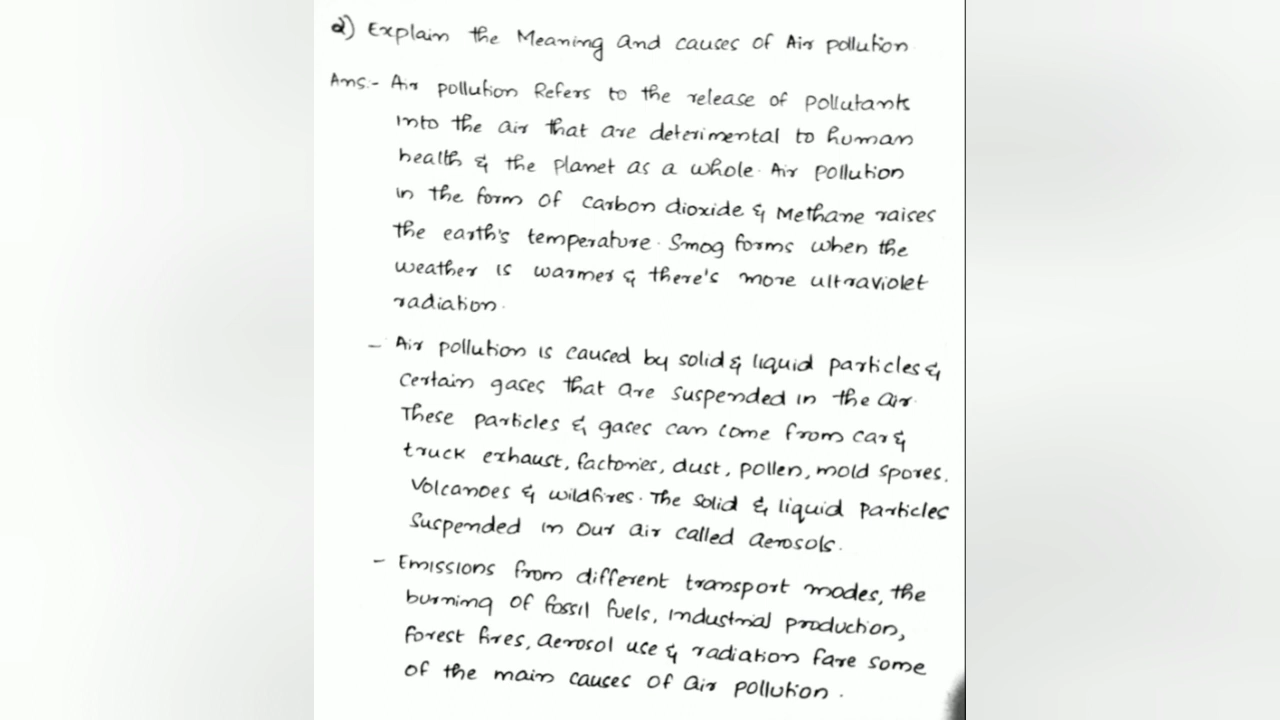 2) Explain the Meaning and causes of Air pollution
Ans:- Air pollution Refers to the release of pollutants
into the air that are deterimental to human
health & the planet as a whole. Air pollution
in the form of carbon dioxide & Methane raises
the earth's temperature. Smog forms when the
weather is warmer & there's more ultraviolet
radiation.
- Air pollution is caused by solid & liquid particles &
certain gases that are suspended in the air.
These particles & gases can come from car &
truck exhaust, factories, dust, pollen, mold spores.
Volcanoes & wildfires. The solid & liquid particles
suspended in our air called aerosols.
- Emissions from different transport modes, the
burning of fossil fuels, industrial production,
forest fires, aerosol use & radiation fare some
of the main causes of air pollution.